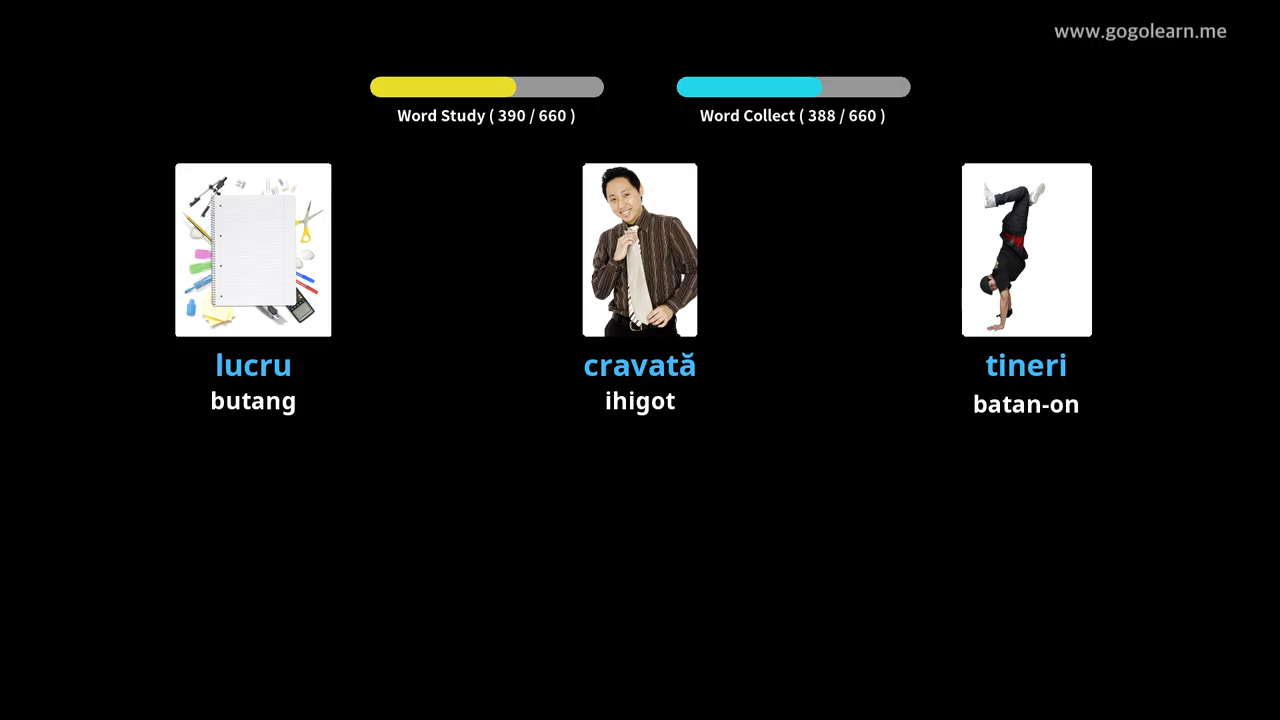 www.gogolearn.me
Word Study ( 390 / 660 )
Word Collect ( 388 / 660 )
lucru
butang
cravată
ihigot
tineri
batan-on